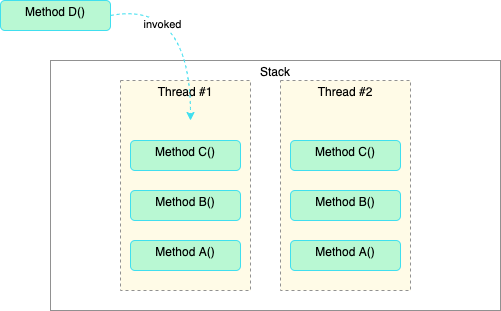 Method D()
invoked
Stack
Thread #1
Thread #2
Method C()
Method C()
Method B()
Method B()
Method A()
Method A()